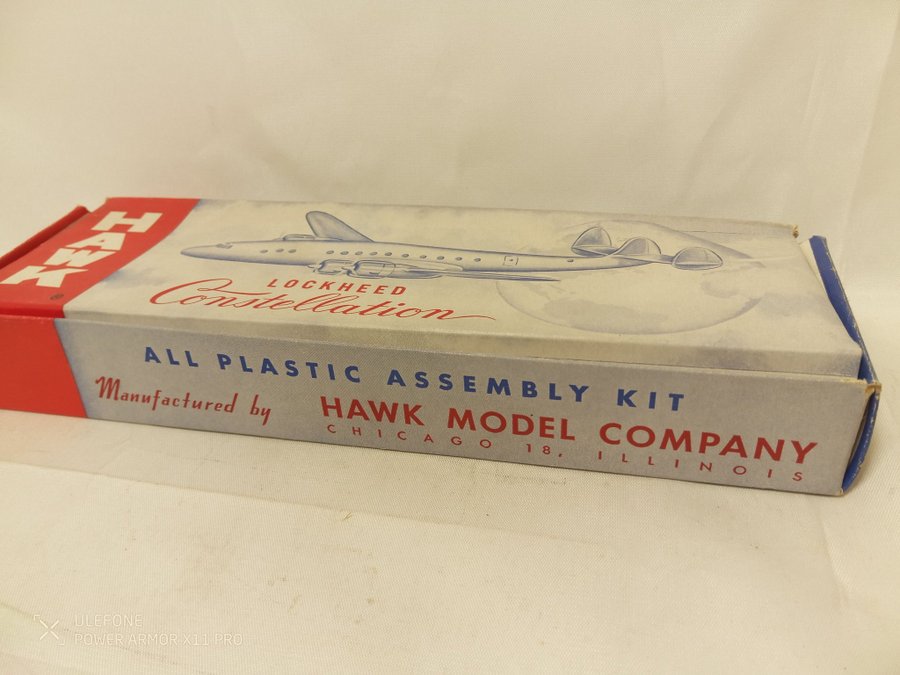 HAWK
®
LOCKHEED
Constellation
ALL PLASTIC ASSEMBLY KIT
Manufactured by HAWK MODEL COMPANY
CHICAGO 18, ILLINOIS
ULEFONE
POWER ARMOR X11 PRO